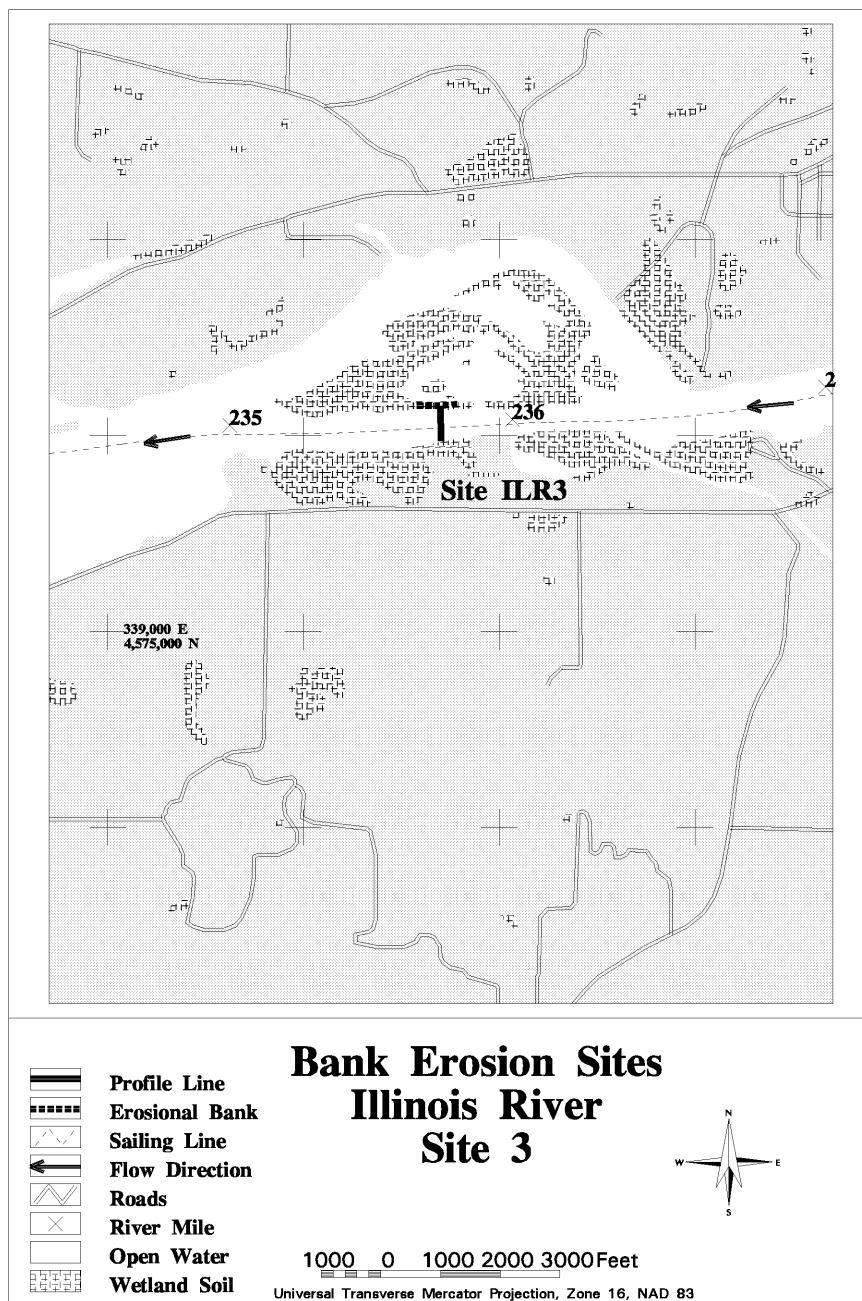 2
235
236
Site ILR3
339,000 E
4,575,000 N
Bank Erosion Sites
Illinois River
Site 3
Profile Line
Erosional Bank
Sailing Line
Flow Direction
Roads
River Mile
Open Water
Wetland Soil
N
W E
S
1000 0 1000 2000 3000 Feet
Universal Transverse Mercator Projection, Zone 16, NAD 83